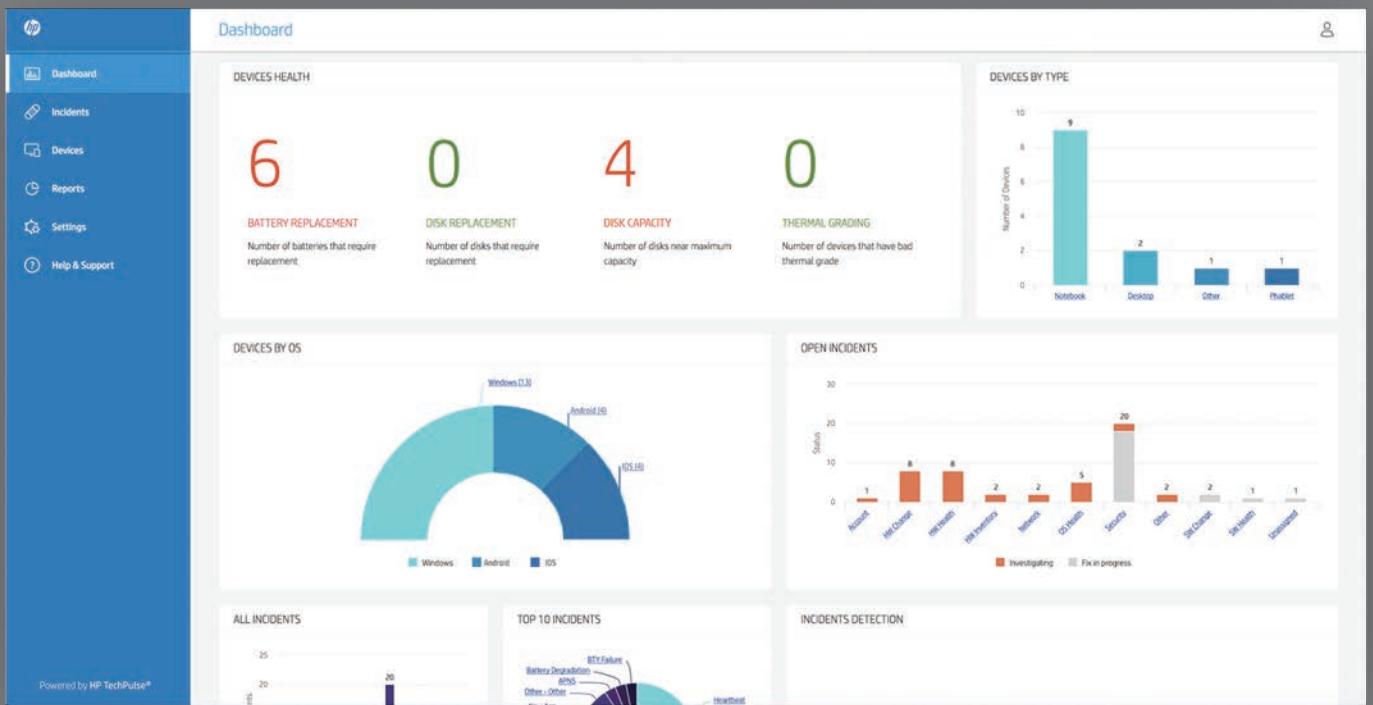 hp
Dashboard
Dashboard
Incidents
Devices
Reports
Settings
Help & Support
Powered by HP TechPulse®
DEVICES HEALTH
6
BATTERY REPLACEMENT
Number of batteries that require
replacement
0
DISK REPLACEMENT
Number of disks that require
replacement
4
DISK CAPACITY
Number of disks near maximum
capacity
0
THERMAL GRADING
Number of devices that have bad
thermal grade
DEVICES BY TYPE
Number of Devices
10
8
6
4
2
0
9
2
1
1
Notebook
Desktop
Other
Phablet
DEVICES BY OS
Windows (13)
Android (4)
IOS (4)
Windows
Android
IOS
OPEN INCIDENTS
Status
30
20
10
0
1
8
8
2
2
5
20
2
2
1
1
Account
HW Change
HW Health
HW Inventory
Network
OS Health
Security
Other
SW Change
SW Health
Unassigned
Investigating
Fix in progress
ALL INCIDENTS
25
20
20
TOP 10 INCIDENTS
BTY Failure
Battery Degradation
APNS
Other - Other
Heartbeat
INCIDENTS DETECTION